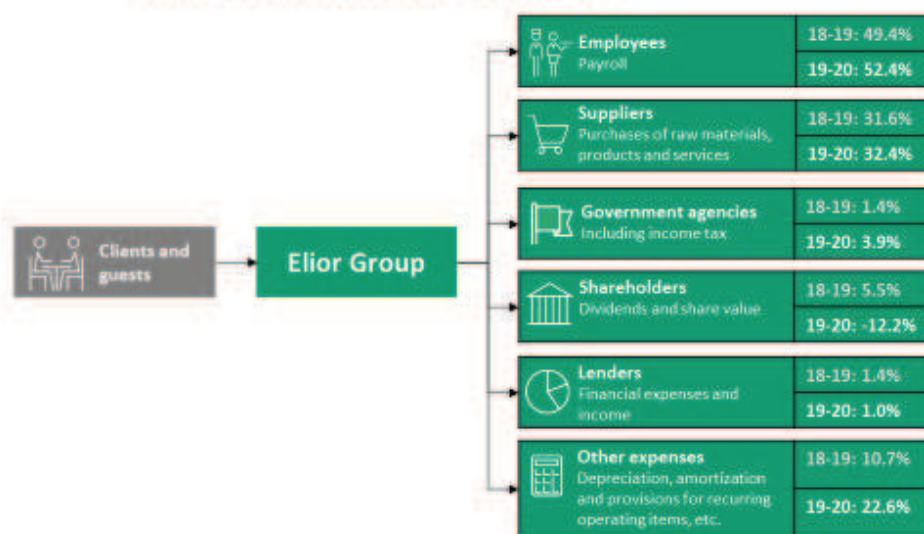 Clients and
guests
Elior Group
Employees
Payroll
18-19: 49.4%
19-20: 52.4%
Suppliers
Purchases of raw materials,
products and services
18-19: 31.6%
19-20: 32.4%
Government agencies
Including income tax
18-19: 1.4%
19-20: 3.9%
Shareholders
Dividends and share value
18-19: 5.5%
19-20: -12.2%
Lenders
Financial expenses and
income
18-19: 1.4%
19-20: 1.0%
Other expenses
Depreciation, amortization
and provisions for recurring
operating items, etc.
18-19: 10.7%
19-20: 22.6%